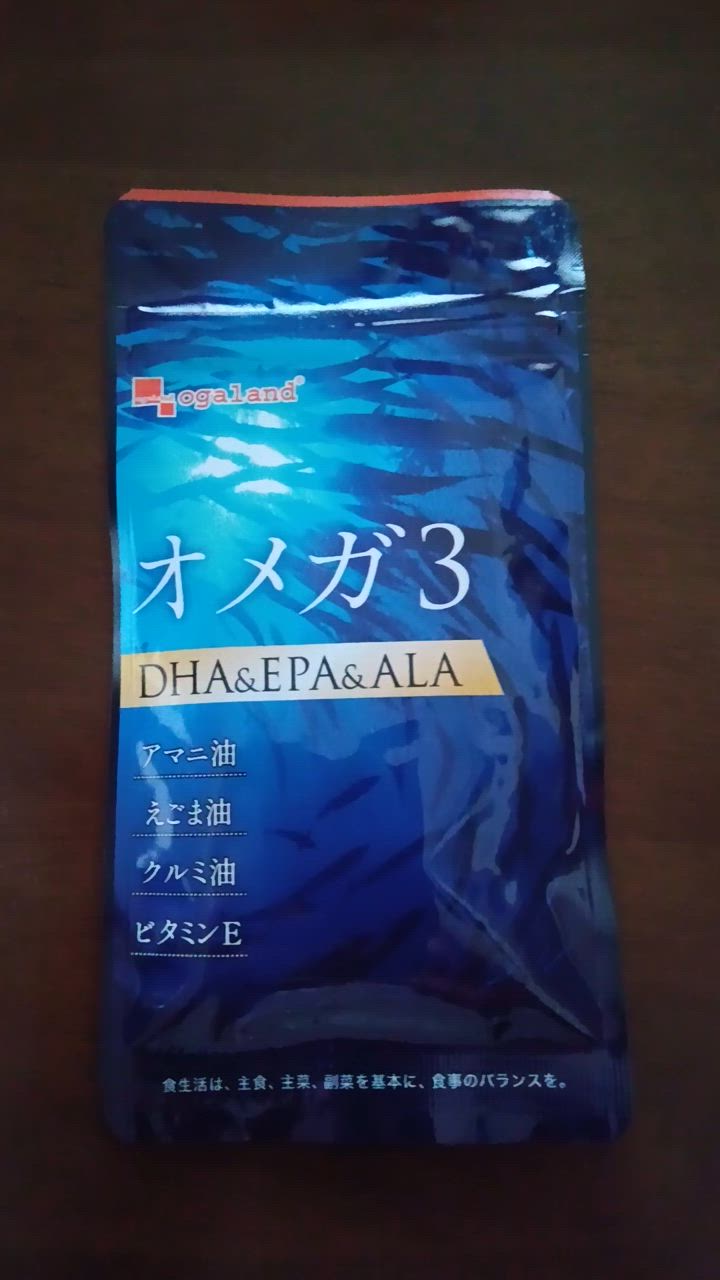 ogaland®
オメガ3
DHA&EPA&ALA
アマニ油
えごま油
クルミ油
ビタミンE
食生活は、主食、主菜、副菜を基本に、食事のバランスを。